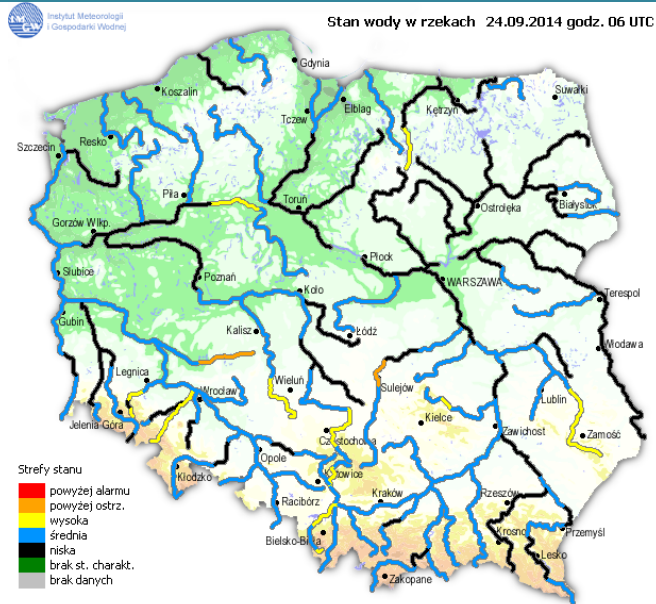 Instytut Meteorologii
i Gospodarki Wodnej
Stan wody w rzekach 24.09.2014 godz. 06 UTC
Gdynia
Koszalin
Suwałki
Elbląg
Kętrzyn
Tczew
Resko
Szczecin
Piła
Toruń
Ostrołęka
Białystok
Gorzów Wlkp.
Płock
Słubice
Poznań
Koło
WARSZAWA
Terespol
Gubin
Kalisz
Łódź
Włodawa
Legnica
Wieluń
Sulejów
Wrocław
Lublin
Jelenia Góra
Kielce
Częstochowa
Zawichost
Zamość
Opole
Strefy stanu
Kłodzko
Katowice
powyżej alarmu
Racibórz
Kraków
Rzeszów
powyżej ostrz.
wysoka
Bielsko-Biała
Krosno
Przemyśl
średnia
niska
Lesko
brak st. charakt.
Zakopane
brak danych